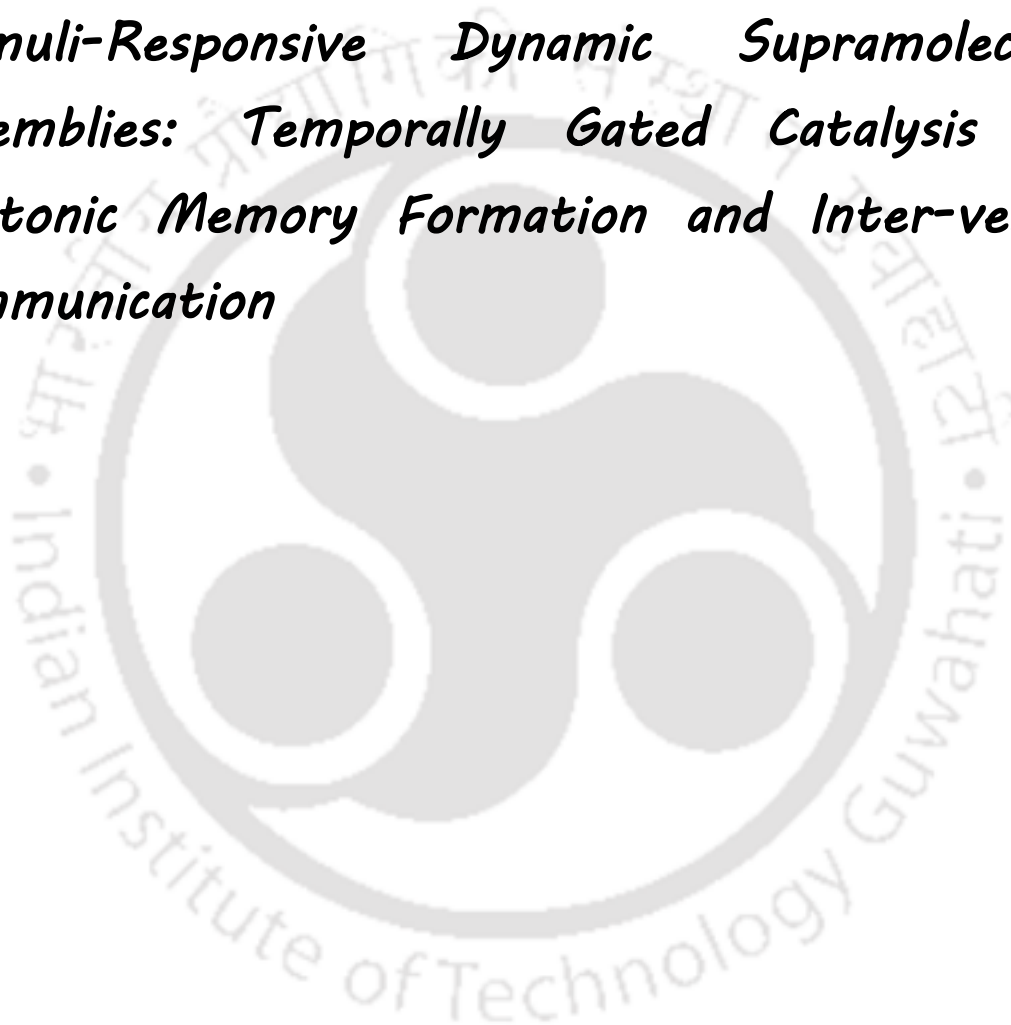 muli-Responsive Dynamic Supramolec
emblies: Temporally Gated Catalysis
tonic Memory Formation and Inter-ve
mmunication
• Indian Institute of Technology Guwahati •